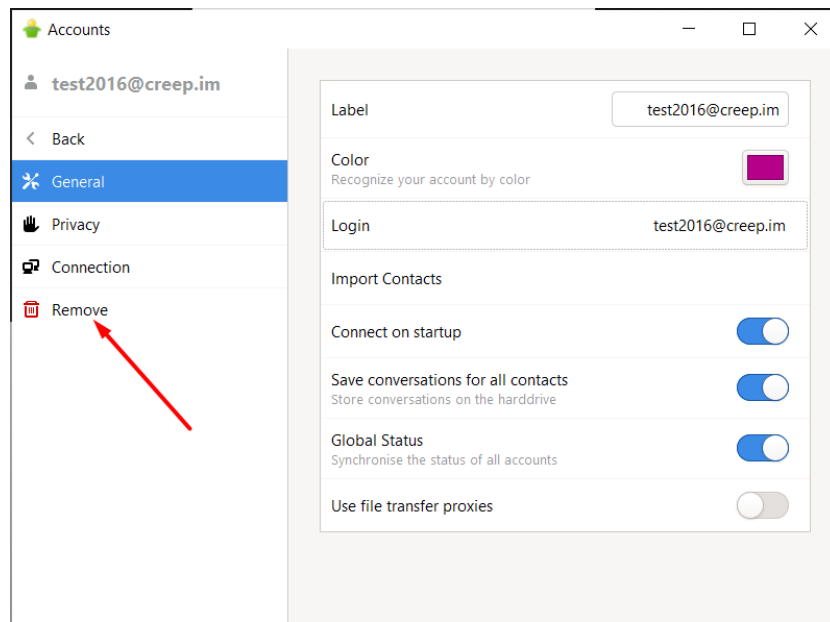 Accounts
test2016@creep.im
Back
General
Privacy
Connection
Remove
Label
test2016@creep.im
Color
Recognize your account by color
Login
test2016@creep.im
Import Contacts
Connect on startup
Save conversations for all contacts
Store conversations on the harddrive
Global Status
Synchronise the status of all accounts
Use file transfer proxies